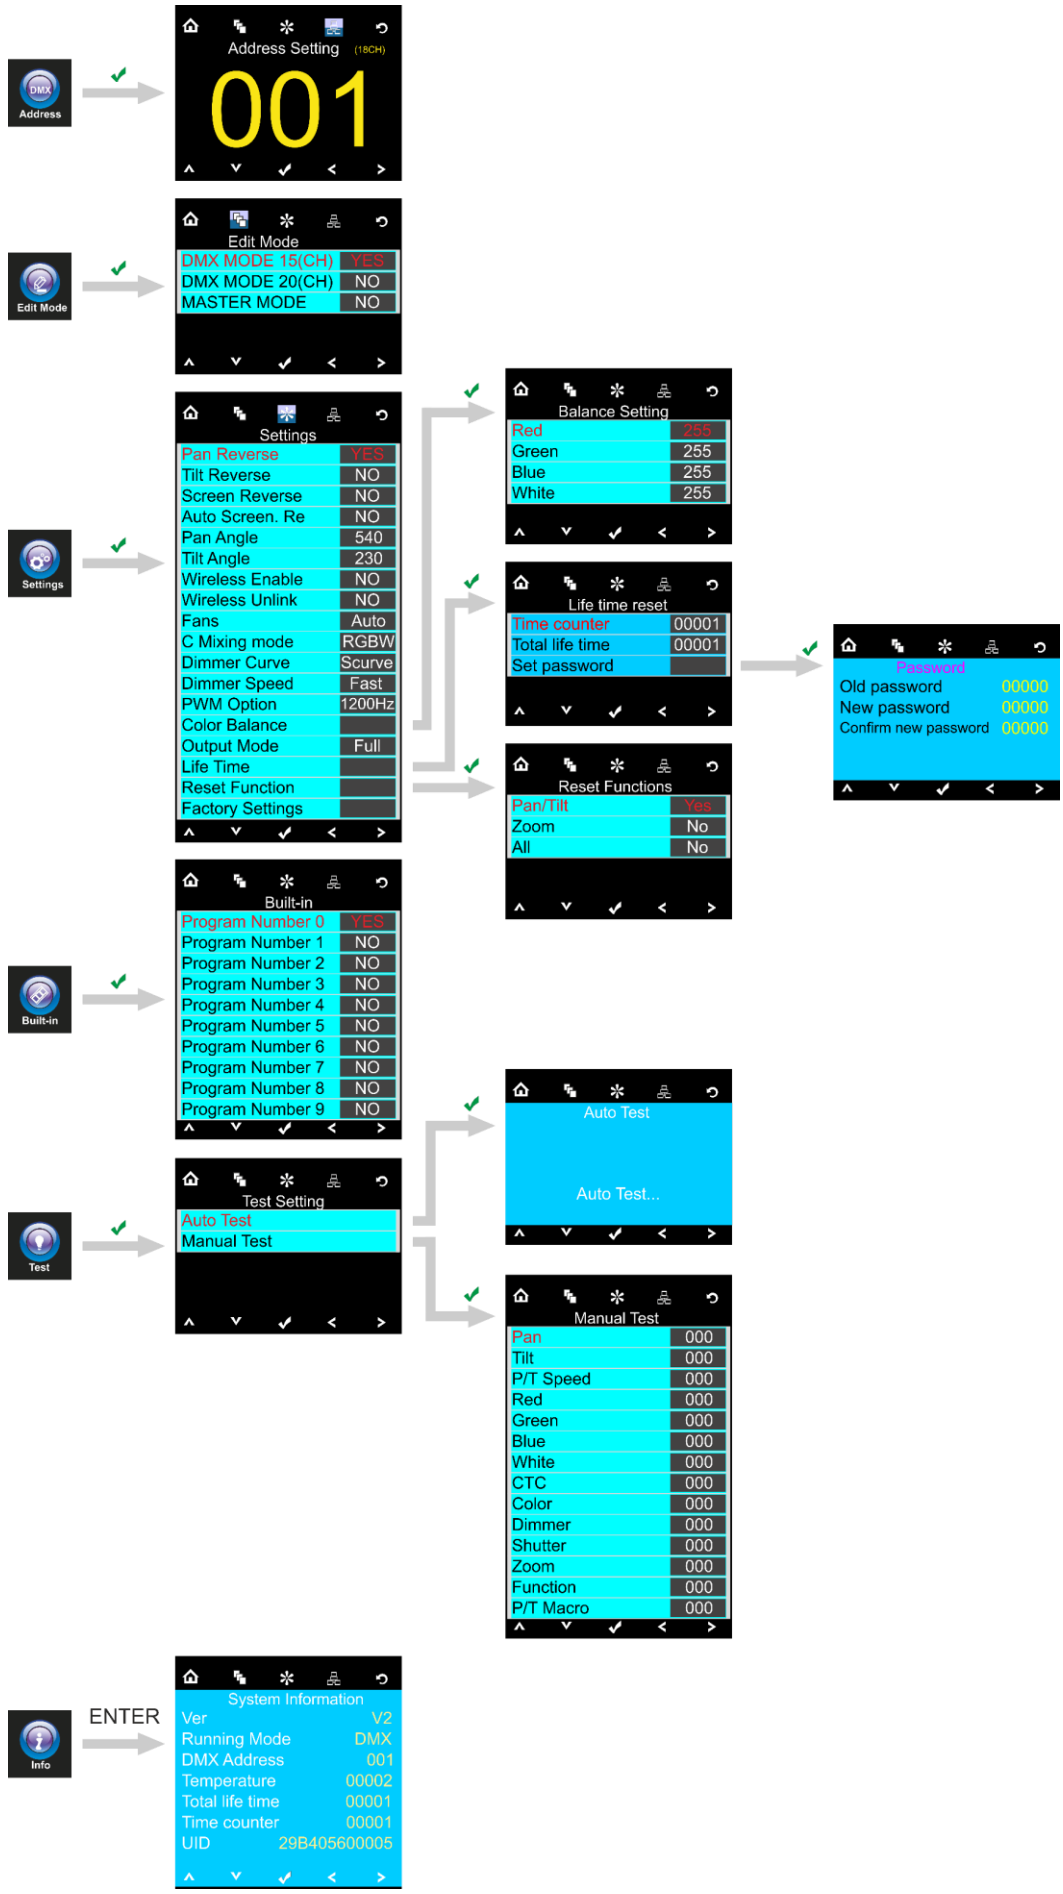 Address Setting (18CH)
001
DMX
Address
Edit Mode
DMX MODE 15(CH) YES
DMX MODE 20(CH) NO
MASTER MODE NO
Edit Mode
Settings
Pan Reverse YES
Tilt Reverse NO
Screen Reverse NO
Auto Screen. Re NO
Pan Angle 540
Tilt Angle 230
Wireless Enable NO
Wireless Unlink NO
Fans Auto
C Mixing mode RGBW
Dimmer Curve Scurve
Dimmer Speed Fast
PWM Option 1200Hz
Color Balance
Output Mode Full
Life Time
Reset Function
Factory Settings
Settings
Balance Setting
Red 255
Green 255
Blue 255
White 255
Life time reset
Time counter 00001
Total life time 00001
Set password
Password
Old password 00000
New password 00000
Confirm new password 00000
Reset Functions
Pan/Tilt Yes
Zoom No
All No
Built-in
Program Number 0 YES
Program Number 1 NO
Program Number 2 NO
Program Number 3 NO
Program Number 4 NO
Program Number 5 NO
Program Number 6 NO
Program Number 7 NO
Program Number 8 NO
Program Number 9 NO
Built-in
Test Setting
Auto Test
Manual Test
Test
Auto Test
Auto Test...
Manual Test
Pan 000
Tilt 000
P/T Speed 000
Red 000
Green 000
Blue 000
White 000
CTC 000
Color 000
Dimmer 000
Shutter 000
Zoom 000
Function 000
P/T Macro 000
ENTER
Info
System Information
Ver V2
Running Mode DMX
DMX Address 001
Temperature 00002
Total life time 00001
Time counter 00001
UID 29B405600005